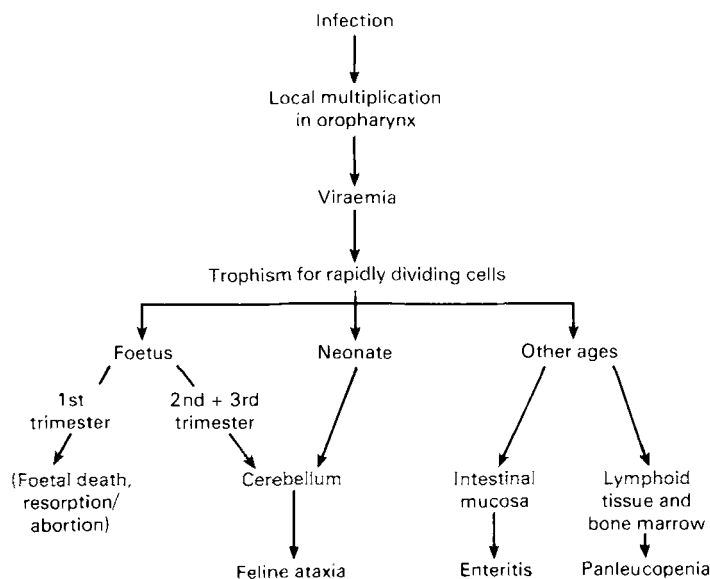 Infection
Local multiplication
in oropharynx
Viraemia
Trophism for rapidly dividing cells
Foetus
Neonate
Other ages
1st
trimester
2nd + 3rd
trimester
(Foetal death,
resorption/
abortion)
Cerebellum
Intestinal
mucosa
Lymphoid
tissue and
bone marrow
Feline ataxia
Enteritis
Panleucopenia